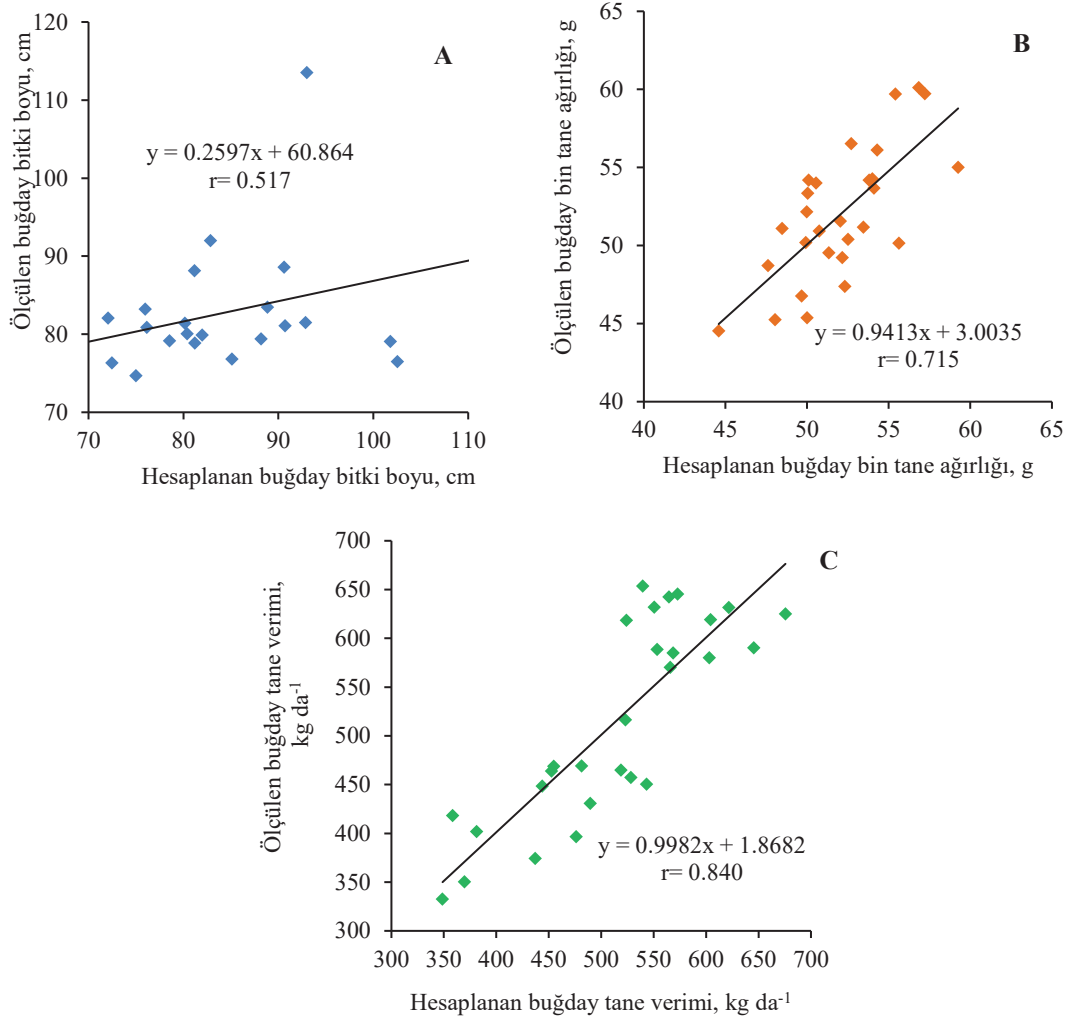 A
Ölçülen buğday bitki boyu, cm
120
110
100
90
80
70
y = 0.2597x + 60.864
r= 0.517
70 80 90 100 110
Hesaplanan buğday bitki boyu, cm
B
Ölçülen buğday bin tane ağırlığı, g
65
60
55
50
45
40
y = 0.9413x + 3.0035
r= 0.715
40 45 50 55 60 65
Hesaplanan buğday bin tane ağırlığı, g
C
Ölçülen buğday tane verimi,
kg da⁻¹
700
650
600
550
500
450
400
350
300
y = 0.9982x + 1.8682
r= 0.840
300 350 400 450 500 550 600 650 700
Hesaplanan buğday tane verimi, kg da⁻¹